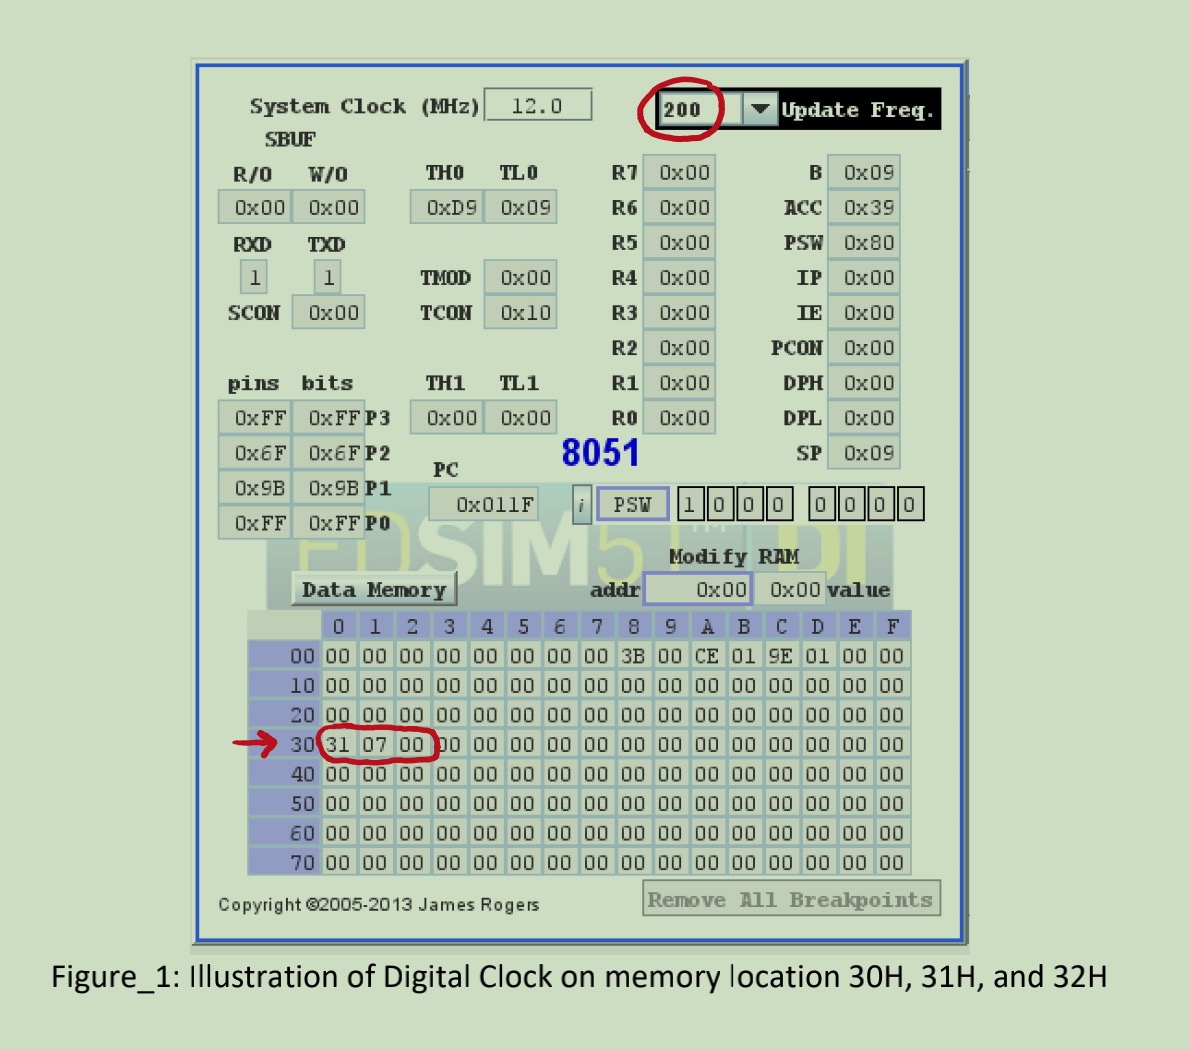 System Clock (MHz) 12.0 200 Update Freq.
SBUF
R/O W/O TH0 TL0 R7 0x00 B 0x09
0x00 0x00 0xD9 0x09 R6 0x00 ACC 0x39
RXD TXD R5 0x00 PSW 0x80
1 1 TMOD 0x00 R4 0x00 IP 0x00
SCON 0x00 TCON 0x10 R3 0x00 IE 0x00
R2 0x00 PCON 0x00
pins bits TH1 TL1 R1 0x00 DPH 0x00
0xFF 0xFF P3 0x00 0x00 R0 0x00 DPL 0x00
0x6F 0x6F P2 8051 SP 0x09
PC
0x9B 0x9B P1 0x011F i PSW 1 0 0 0 0 0 0 0
0xFF 0xFF P0
EDSIM51 TM DI
Modify RAM
Data Memory addr 0x00 0x00 value
0 1 2 3 4 5 6 7 8 9 A B C D E F
00 00 00 00 00 00 00 00 00 3B 00 CE 01 9E 01 00 00
10 00 00 00 00 00 00 00 00 00 00 00 00 00 00 00 00
20 00 00 00 00 00 00 00 00 00 00 00 00 00 00 00 00
30 31 07 00 00 00 00 00 00 00 00 00 00 00 00 00 00
40 00 00 00 00 00 00 00 00 00 00 00 00 00 00 00 00
50 00 00 00 00 00 00 00 00 00 00 00 00 00 00 00 00
60 00 00 00 00 00 00 00 00 00 00 00 00 00 00 00 00
70 00 00 00 00 00 00 00 00 00 00 00 00 00 00 00 00
Copyright ©2005-2013 James Rogers Remove All Breakpoints
Figure_1: Illustration of Digital Clock on memory location 30H, 31H, and 32H